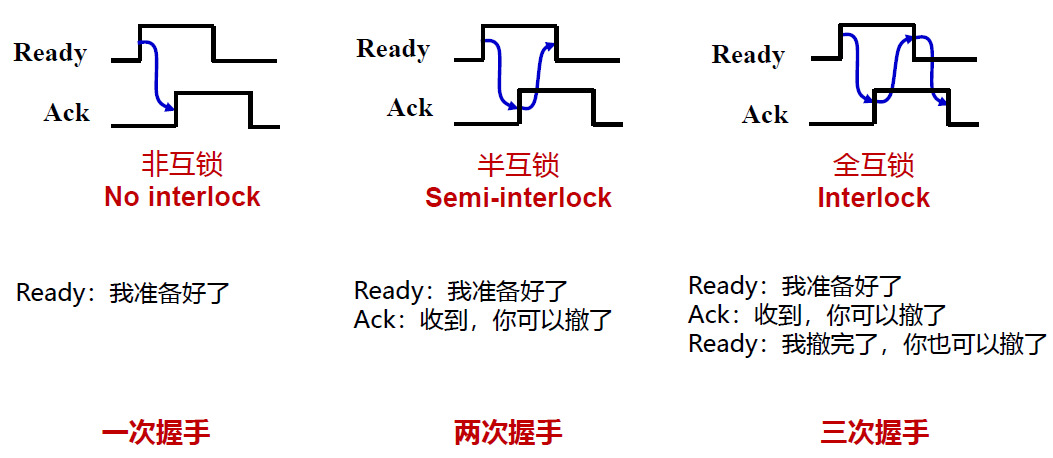 Ready
Ack
非互锁
No interlock
Ready：我准备好了
一次握手
Ready
Ack
半互锁
Semi-interlock
Ready：我准备好了
Ack：收到，你可以撤了
两次握手
Ready
Ack
全互锁
Interlock
Ready：我准备好了
Ack：收到，你可以撤了
Ready：我撤完了，你也可以撤了
三次握手